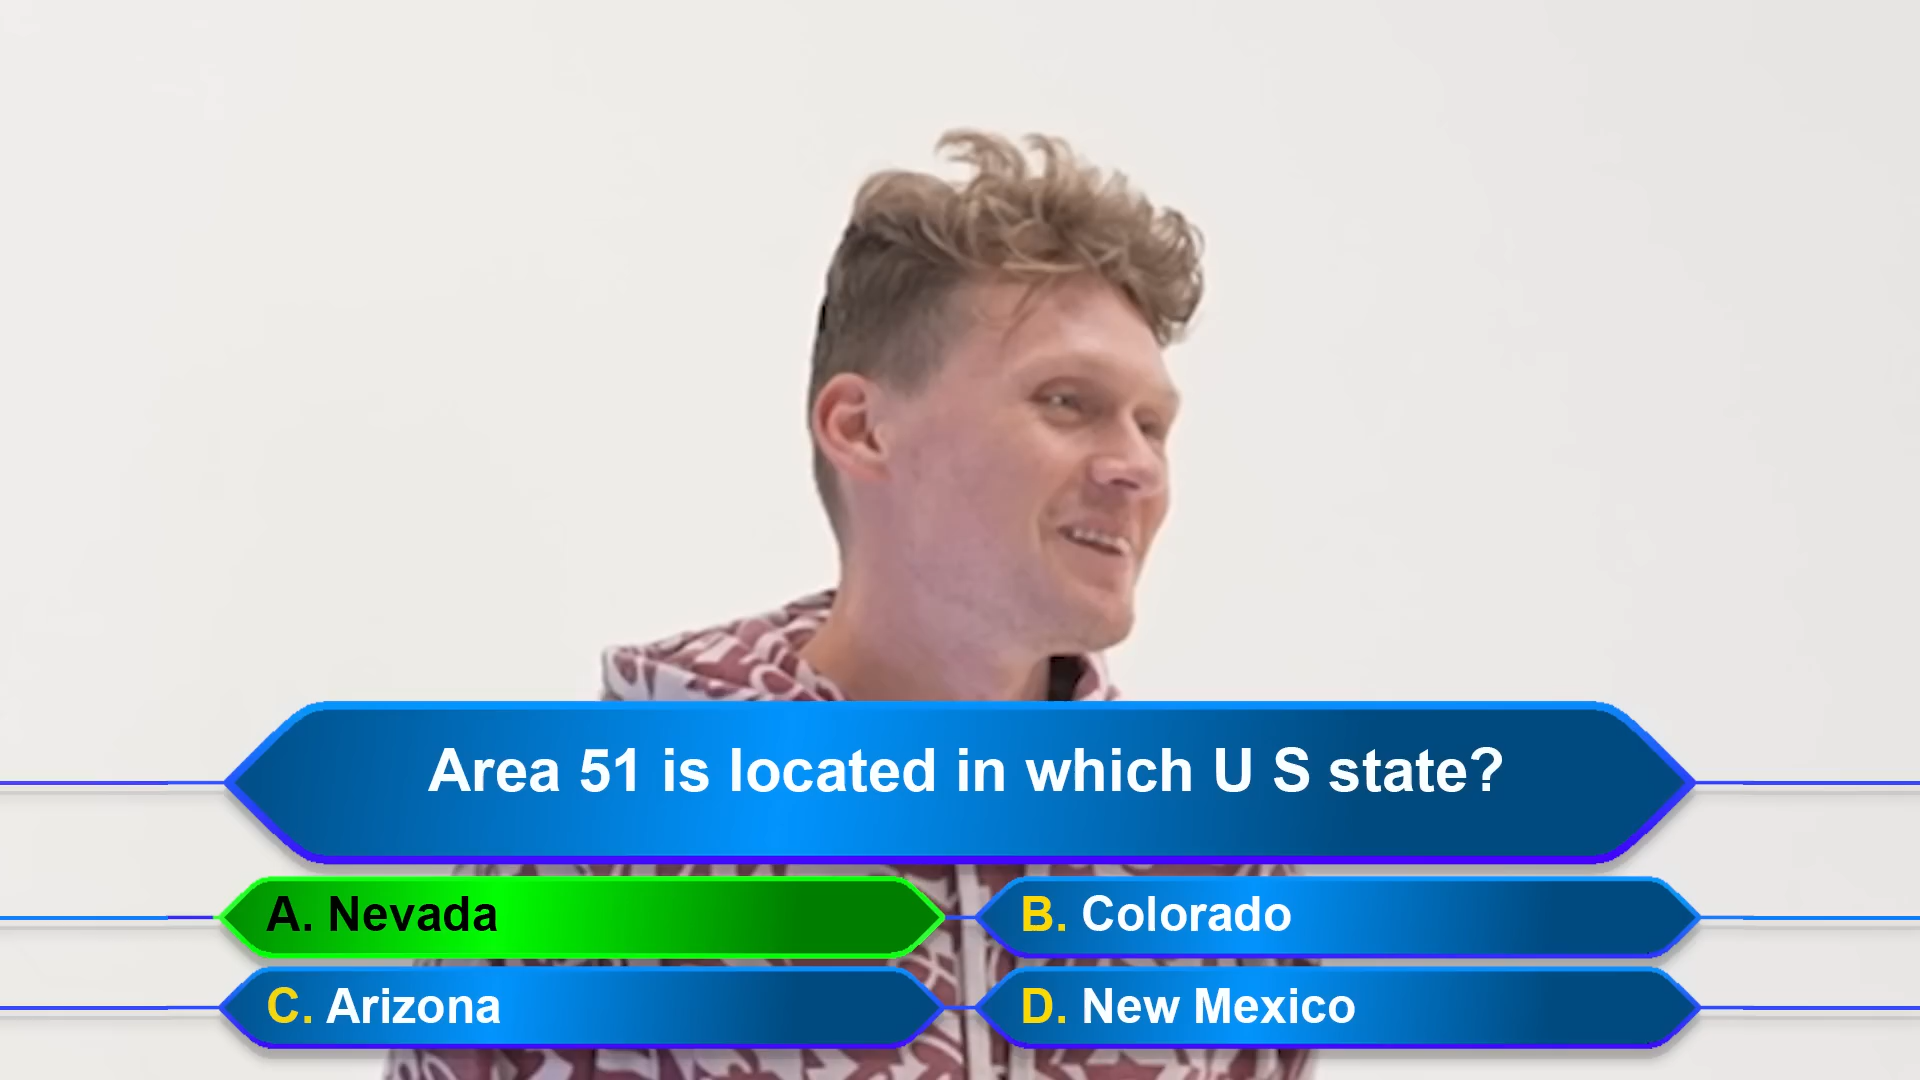 Area 51 is located in which U S state?
A. Nevada
B. Colorado
C. Arizona
D. New Mexico